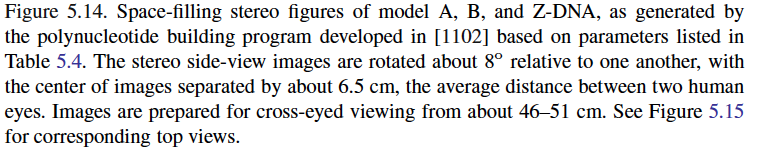 Figure 5.14. Space-filling stereo figures of model A, B, and Z-DNA, as generated by
the polynucleotide building program developed in [1102] based on parameters listed in
Table 5.4. The stereo side-view images are rotated about 8° relative to one another, with
the center of images separated by about 6.5 cm, the average distance between two human
eyes. Images are prepared for cross-eyed viewing from about 46–51 cm. See Figure 5.15
for corresponding top views.